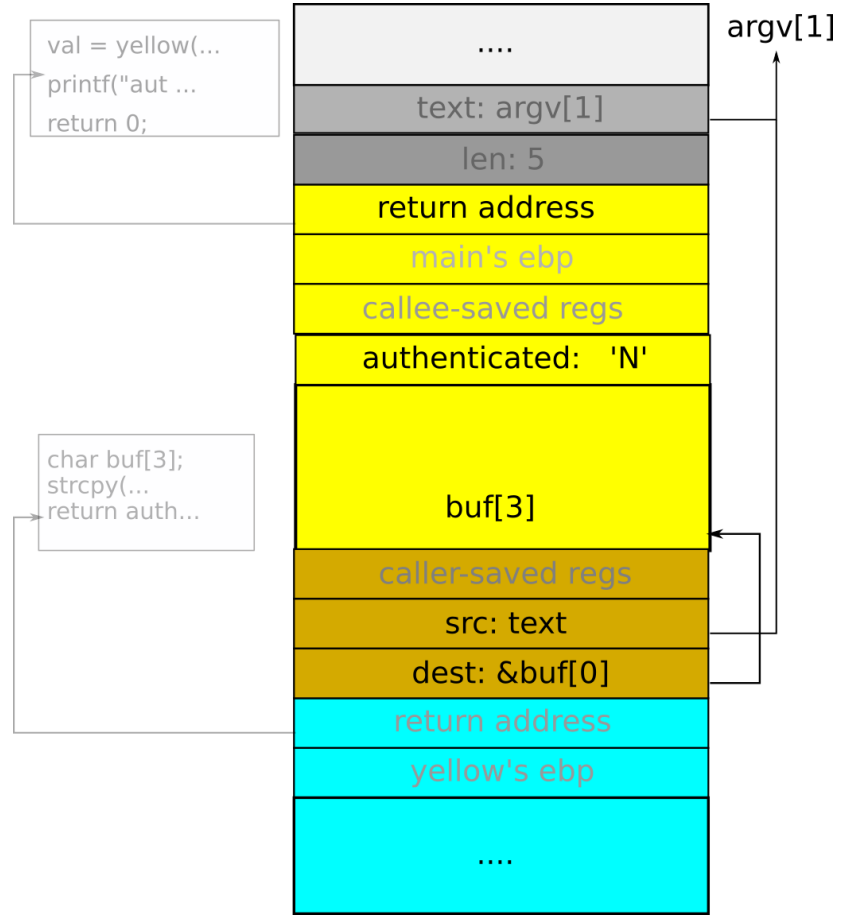 val = yellow(...
printf("aut ...
return 0;
....
argv[1]
text: argv[1]
len: 5
return address
main's ebp
callee-saved regs
authenticated:   'N'
buf[3]
char buf[3];
strcpy(...
return auth...
caller-saved regs
src: text
dest: &buf[0]
return address
yellow's ebp
....